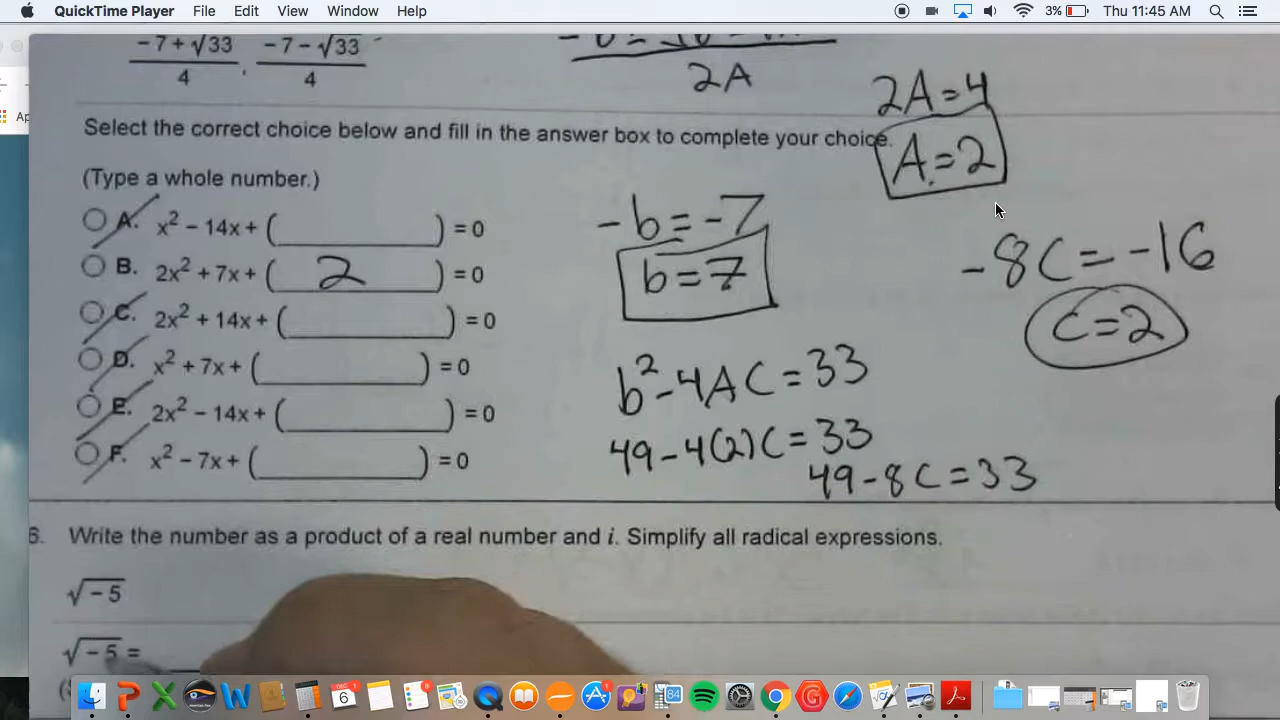 QuickTime Player File Edit View Window Help 3% Thu 11:45 AM
-7 + √33 / 4 , -7 - √33 / 4
2A
2A = 4
Select the correct choice below and fill in the answer box to complete your choice.
A = 2
(Type a whole number.)
A. x² - 14x + ( ) = 0
-b = -7
B. 2x² + 7x + ( 2 ) = 0
b = 7
-8C = -16
C = 2
C. 2x² + 14x + ( ) = 0
D. x² + 7x + ( ) = 0
b² - 4AC = 33
E. 2x² - 14x + ( ) = 0
49 - 4(2)C = 33
F. x² - 7x + ( ) = 0
49 - 8C = 33
6. Write the number as a product of a real number and i. Simplify all radical expressions.
√-5
√-5 =
DEC
6
84